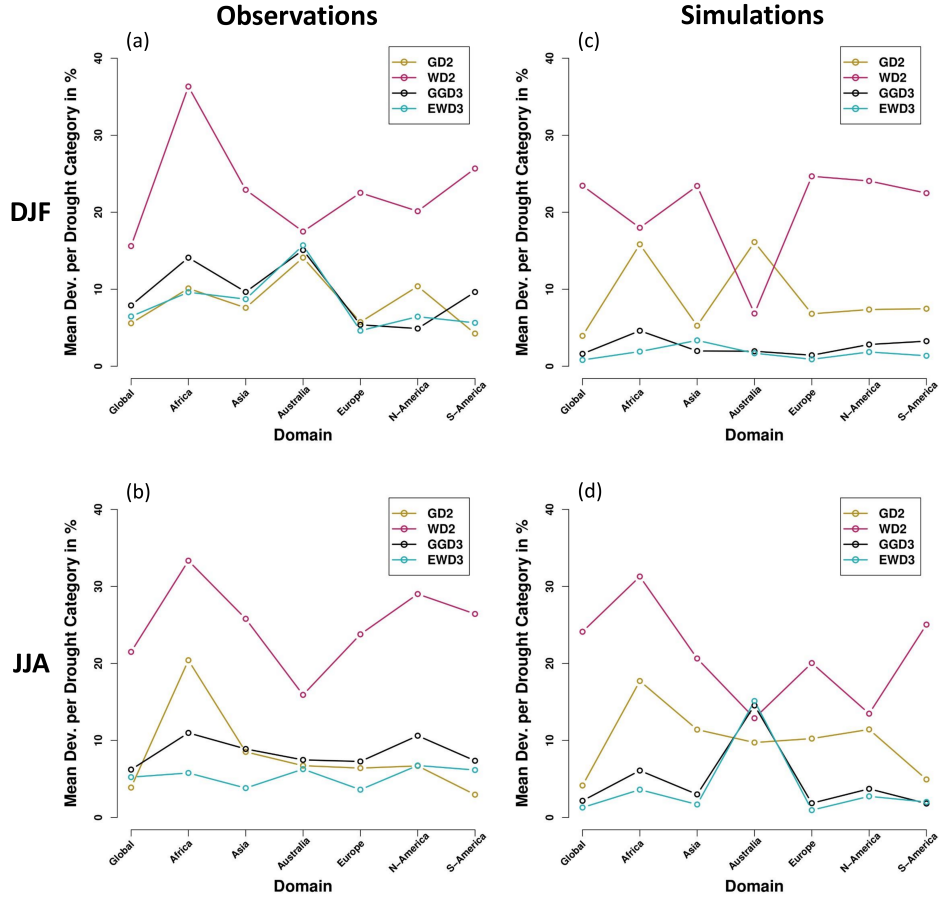 Observations
Simulations
DJF
JJA
(a)
Mean Dev. per Drought Category in %
0 10 20 30 40
GD2
WD2
GGD3
EWD3
Global Africa Asia Australia Europe N−America S−America
Domain
(c)
Mean Dev. per Drought Category in %
0 10 20 30 40
GD2
WD2
GGD3
EWD3
Global Africa Asia Australia Europe N−America S−America
Domain
(b)
Mean Dev. per Drought Category in %
0 10 20 30 40
GD2
WD2
GGD3
EWD3
Global Africa Asia Australia Europe N−America S−America
Domain
(d)
Mean Dev. per Drought Category in %
0 10 20 30 40
GD2
WD2
GGD3
EWD3
Global Africa Asia Australia Europe N−America S−America
Domain